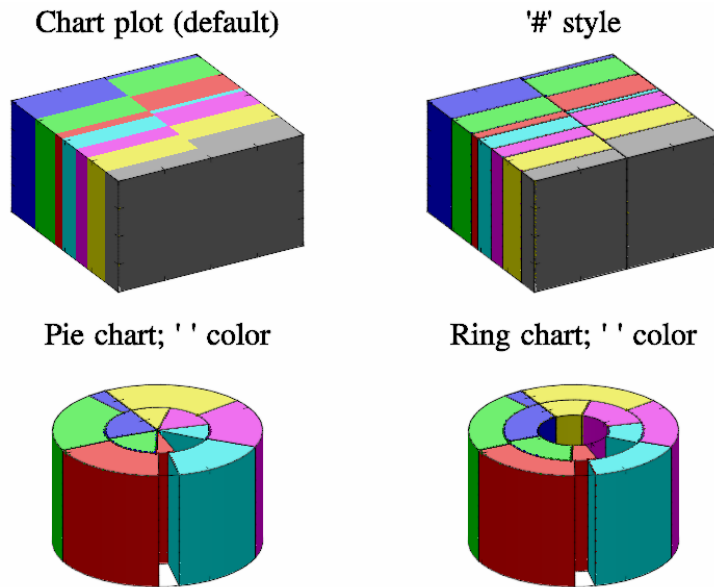 Chart plot (default)
'#' style
Pie chart; ' ' color
Ring chart; ' ' color